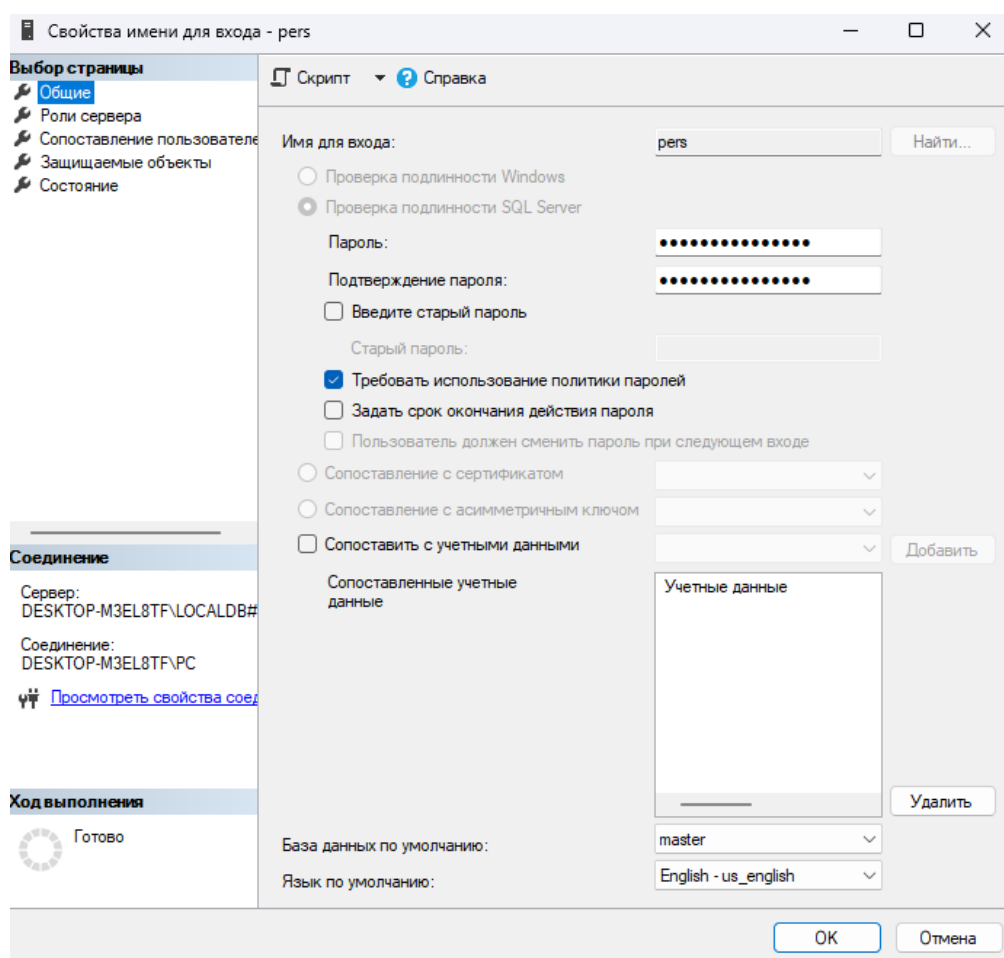 Свойства имени для входа - pers
Выбор страницы
Общие
Роли сервера
Сопоставление пользователе
Защищаемые объекты
Состояние
Скрипт Справка
Имя для входа: pers Найти...
Проверка подлинности Windows
Проверка подлинности SQL Server
Пароль: ●●●●●●●●●●●●●●●
Подтверждение пароля: ●●●●●●●●●●●●●●●
Введите старый пароль
Старый пароль:
Требовать использование политики паролей
Задать срок окончания действия пароля
Пользователь должен сменить пароль при следующем входе
Сопоставление с сертификатом
Сопоставление с асимметричным ключом
Сопоставить с учетными данными Добавить
Сопоставленные учетные
данные
Учетные данные
Удалить
База данных по умолчанию: master
Язык по умолчанию: English - us_english
Соединение
Сервер:
DESKTOP-M3EL8TF\LOCALDB#
Соединение:
DESKTOP-M3EL8TF\PC
Просмотреть свойства соед
Ход выполнения
Готово
OK Отмена